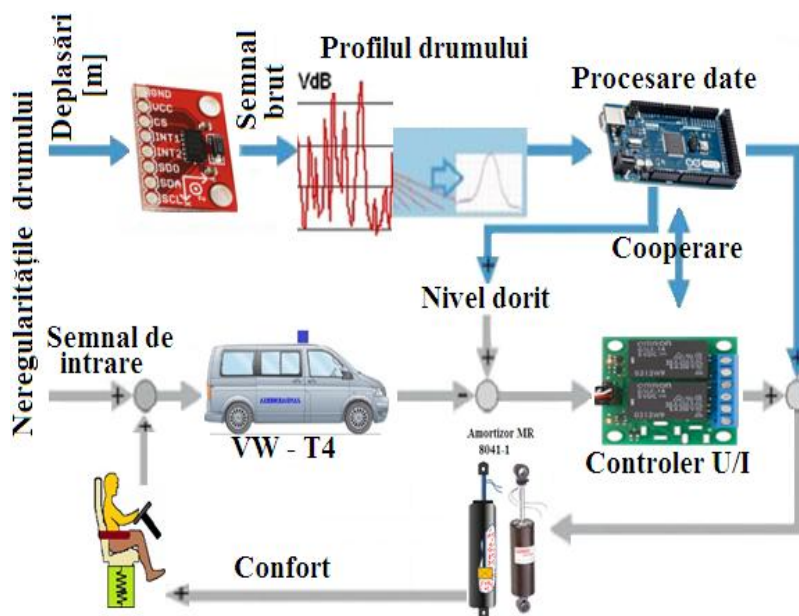 Neregularitățile drumului
Deplasări
[m]
GND
VCC
CS
INT1
INT2
SDO
SDA
SCL
Semnal
brut
Profilul drumului
VdB
Procesare date
Cooperare
Nivel dorit
Semnal de
intrare
AMBULANȚA
VW - T4
Amortizor MR
8041-1
Controler U/I
Confort
+
+
+
+
-
+
+